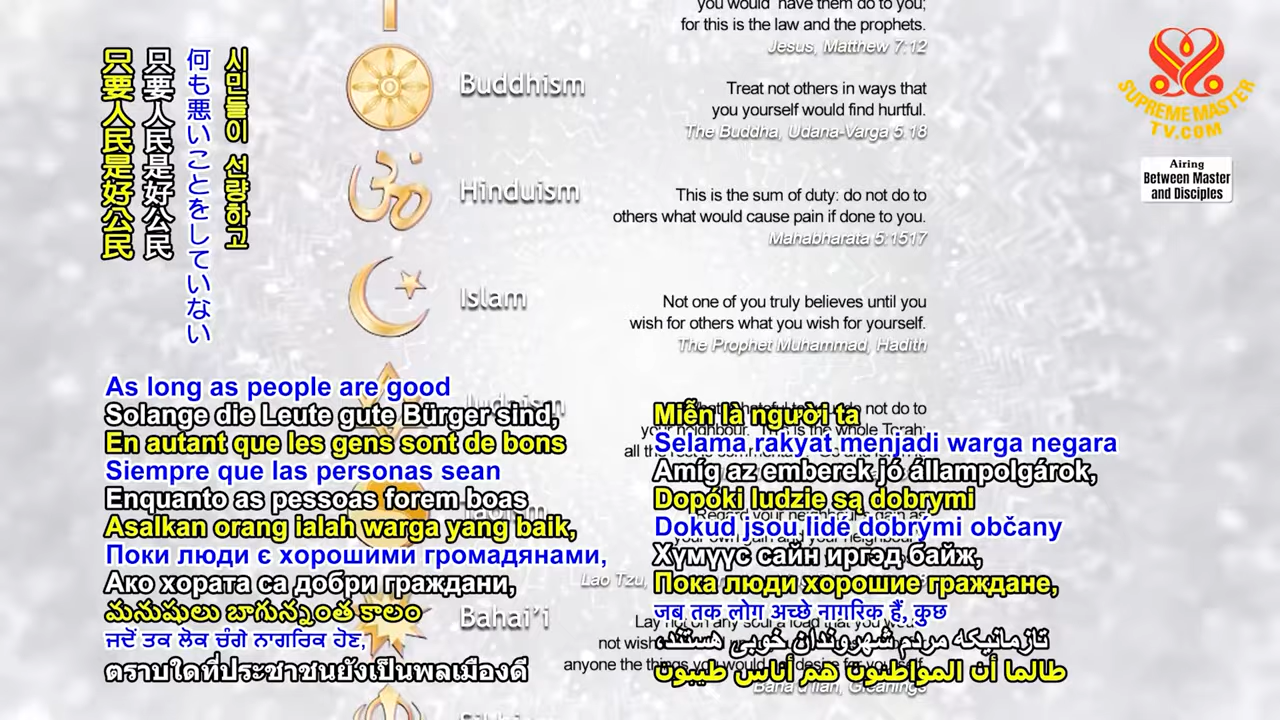 you would have them do to you;
for this is the law and the prophets.
Jesus, Matthew 7:12
Buddhism
Treat not others in ways that
you yourself would find hurtful.
The Buddha, Udana-Varga 5.18
Hinduism
This is the sum of duty: do not do to
others what would cause pain if done to you.
Mahabharata 5:1517
Islam
Not one of you truly believes until you
wish for others what you wish for yourself.
The Prophet Muhammad, Hadith
SUPREME MASTER
TV.COM
Airing
Between Master
and Disciples
시민들이 선량하고
何も悪いことをしていない
只要人民是好公民
只要人民是好公民
As long as people are good
Solange die Leute gute Bürger sind,
En autant que les gens sont de bons
Siempre que las personas sean
Enquanto as pessoas forem boas
Asalkan orang ialah warga yang baik,
Поки люди є хорошими громадянами,
Ако хората са добри граждани,
మనుషులు బాగున్నంత కాలం
ਜਦੋਂ ਤਕ ਲੋਕ ਚੰਗੇ ਨਾਗਰਿਕ ਹੋਣ,
ตราบใดที่ประชาชนยังเป็นพลเมืองดี
Miễn là người ta
Selama rakyat menjadi warga negara
Amíg az emberek jó állampolgárok,
Dopóki ludzie są dobrymi
Dokud jsou lidé dobrými občany
Хүмүүс сайн иргэд байж,
Пока люди хорошие граждане,
जब तक लोग अच्छे नागरिक हैं, कुछ
تازمانیکه مردم شهروندان خوبی هستند،
طالما أن المواطنون هم أناس طيبون
do not do to
Lao Tzu,
Bahai'i
Lay not on any soul a load that you
not wish
anyone the things you would not desire for yourself.
Baha'u'llah, Gleanings